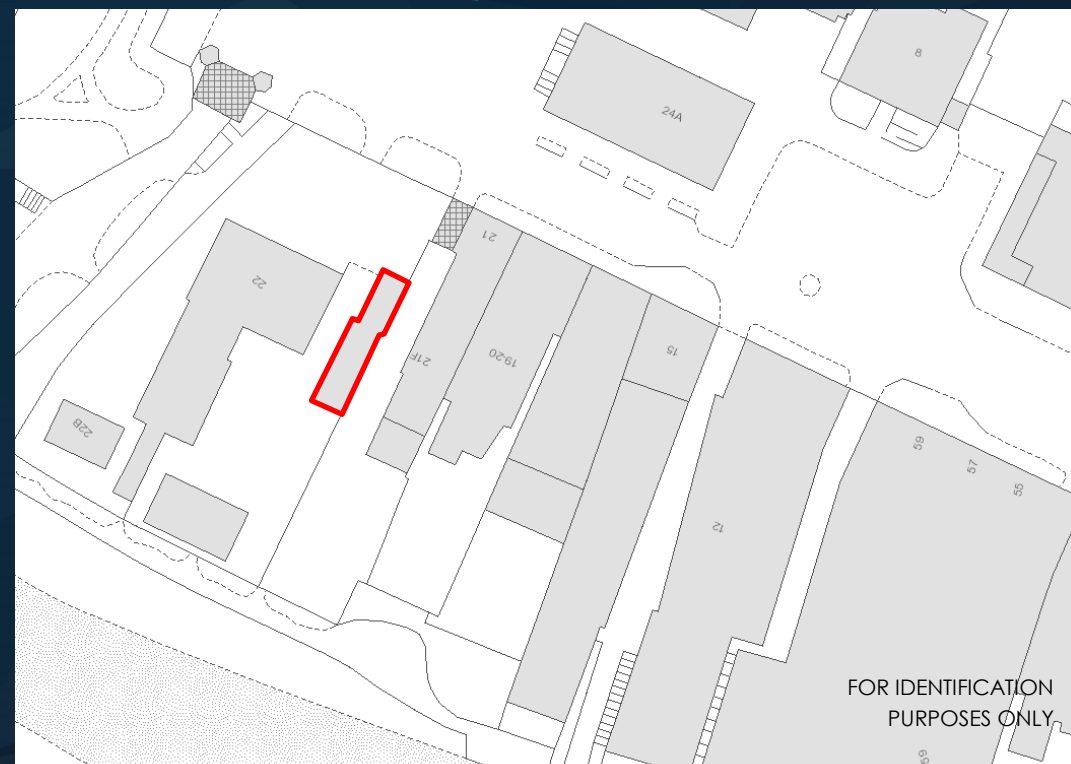 8
24A
21
22
19-20
15
21F
22B
59
57
55
12
FOR IDENTIFICATION
PURPOSES ONLY